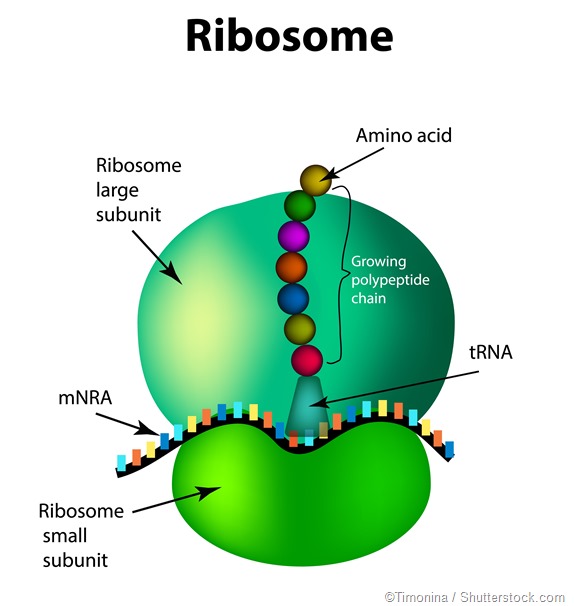 Ribosome
Amino acid
Ribosome
large
subunit
Growing
polypeptide
chain
tRNA
mNRA
Ribosome
small
subunit
©Timonina / Shutterstock.com